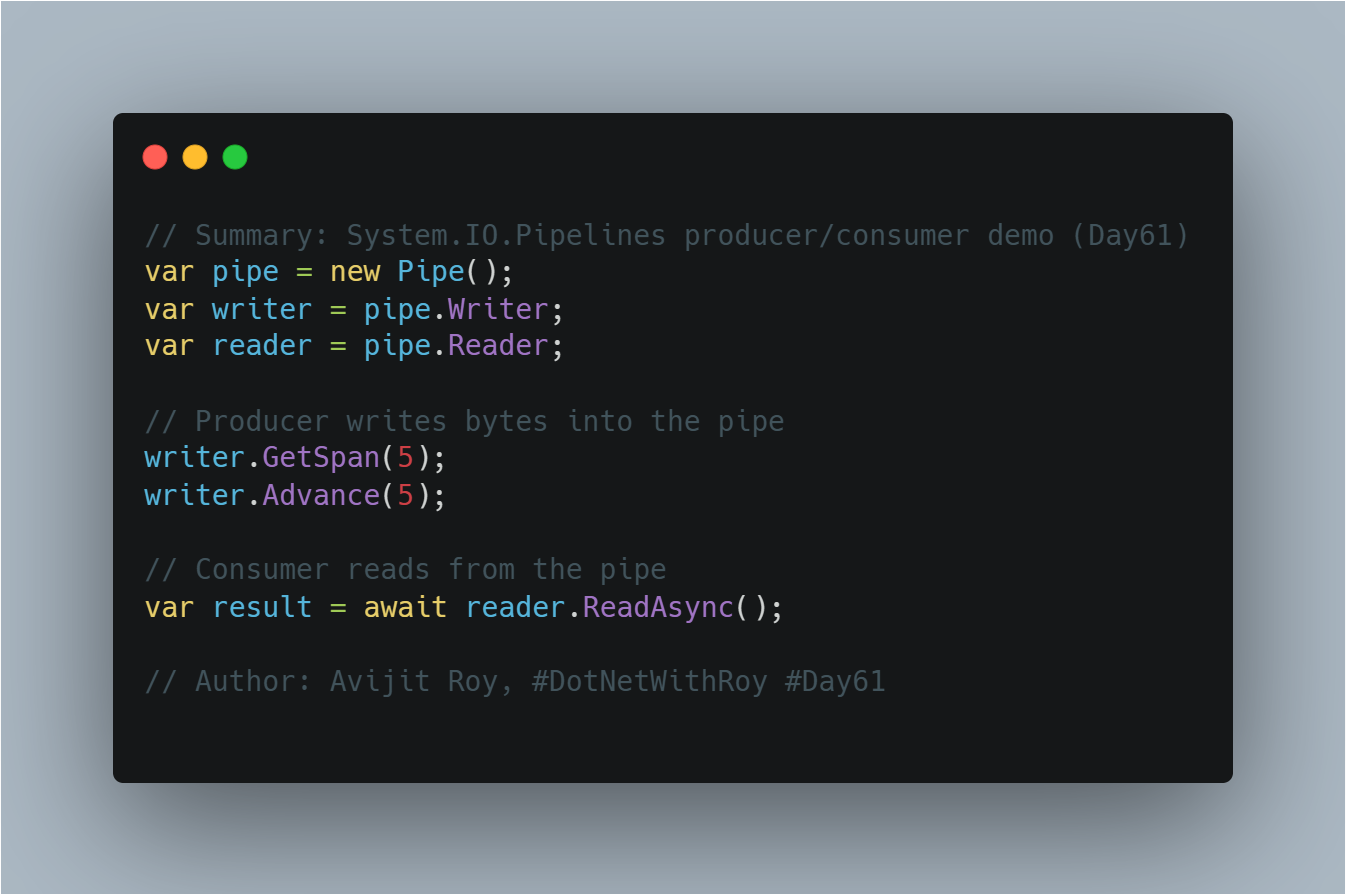 // Summary: System.IO.Pipelines producer/consumer demo (Day61)
var pipe = new Pipe();
var writer = pipe.Writer;
var reader = pipe.Reader;
// Producer writes bytes into the pipe
writer.GetSpan(5);
writer.Advance(5);
// Consumer reads from the pipe
var result = await reader.ReadAsync();
// Author: Avijit Roy, #DotNetWithRoy #Day61